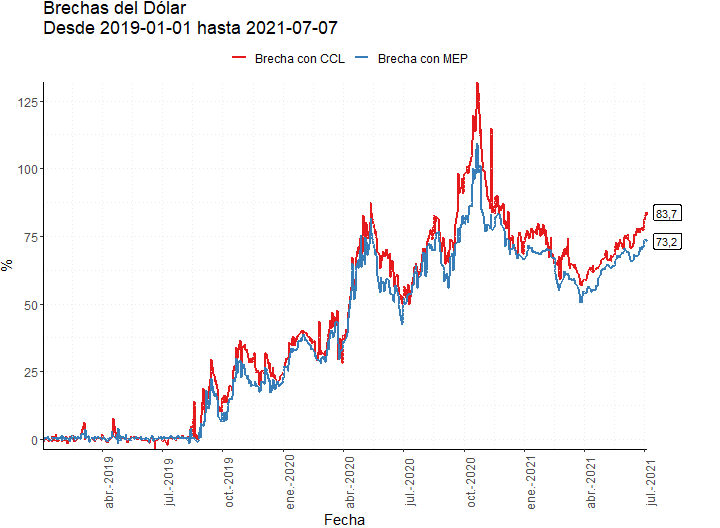 Brechas del Dólar
Desde 2019-01-01 hasta 2021-07-07
Brecha con CCL
Brecha con MEP
%
125
100
75
50
25
0
83,7
73,2
abr.-2019
jul.-2019
oct.-2019
ene.-2020
abr.-2020
jul.-2020
oct.-2020
ene.-2021
abr.-2021
jul.-2021
Fecha